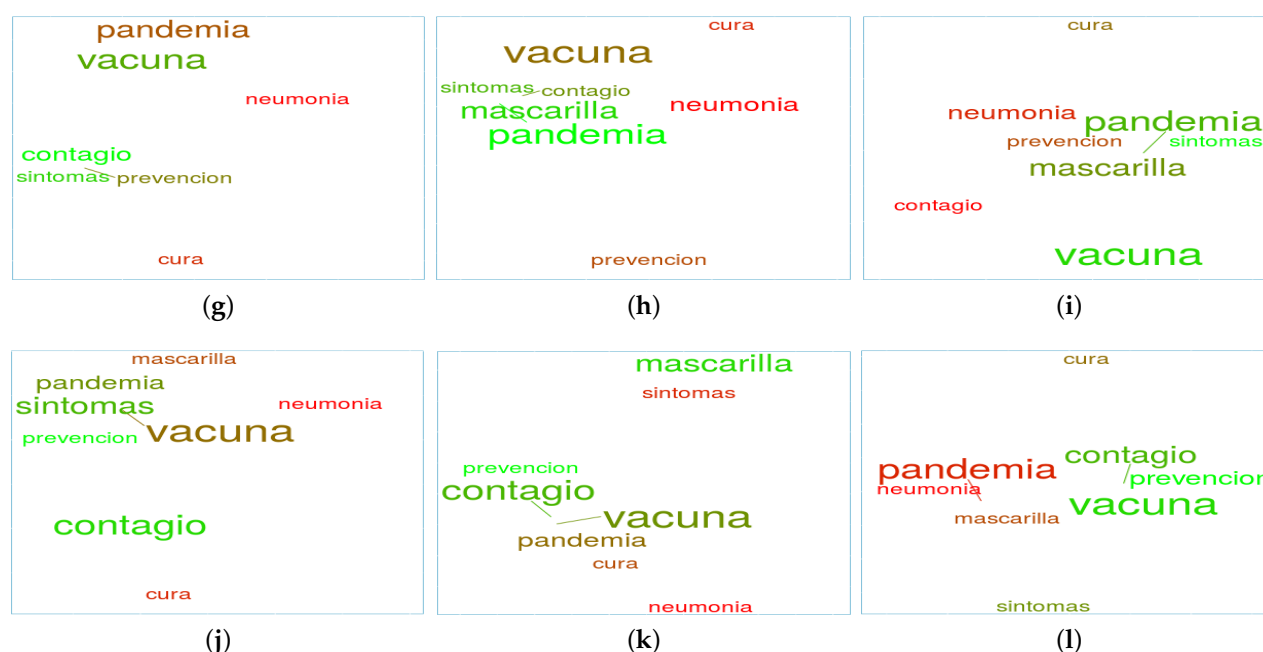 pandemia
vacuna
neumonia
contagio
sintomas prevencion
cura
(g)
cura
vacuna
sintomas contagio
mascarilla neumonia
pandemia
prevencion
(h)
cura
neumonia pandemia
prevencion sintomas
mascarilla
contagio
vacuna
(i)
mascarilla
pandemia
sintomas neumonia
vacuna
prevencion
contagio
cura
(j)
mascarilla
sintomas
prevencion
contagio
vacuna
pandemia
cura
neumonia
(k)
cura
contagio
pandemia prevencion
neumonia
vacuna
mascarilla
sintomas
(l)